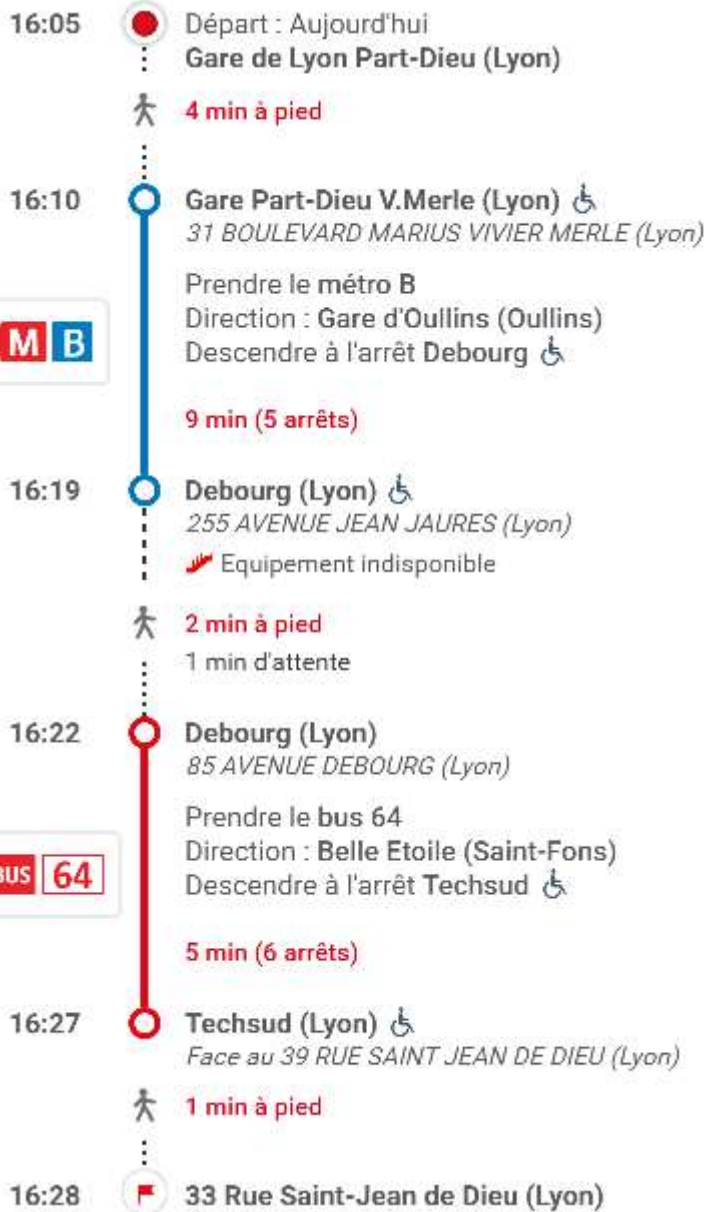 16:05 Départ : Aujourd'hui
Gare de Lyon Part-Dieu (Lyon)
4 min à pied
16:10 Gare Part-Dieu V.Merle (Lyon)
31 BOULEVARD MARIUS VIVIER MERLE (Lyon)
Prendre le métro B
Direction : Gare d'Oullins (Oullins)
M B
Descendre à l'arrêt Debourg
9 min (5 arrêts)
16:19 Debourg (Lyon)
255 AVENUE JEAN JAURES (Lyon)
Equipement indisponible
2 min à pied
1 min d'attente
16:22 Debourg (Lyon)
85 AVENUE DEBOURG (Lyon)
Prendre le bus 64
Direction : Belle Etoile (Saint-Fons)
BUS 64
Descendre à l'arrêt Techsud
5 min (6 arrêts)
16:27 Techsud (Lyon)
Face au 39 RUE SAINT JEAN DE DIEU (Lyon)
1 min à pied
16:28 33 Rue Saint-Jean de Dieu (Lyon)